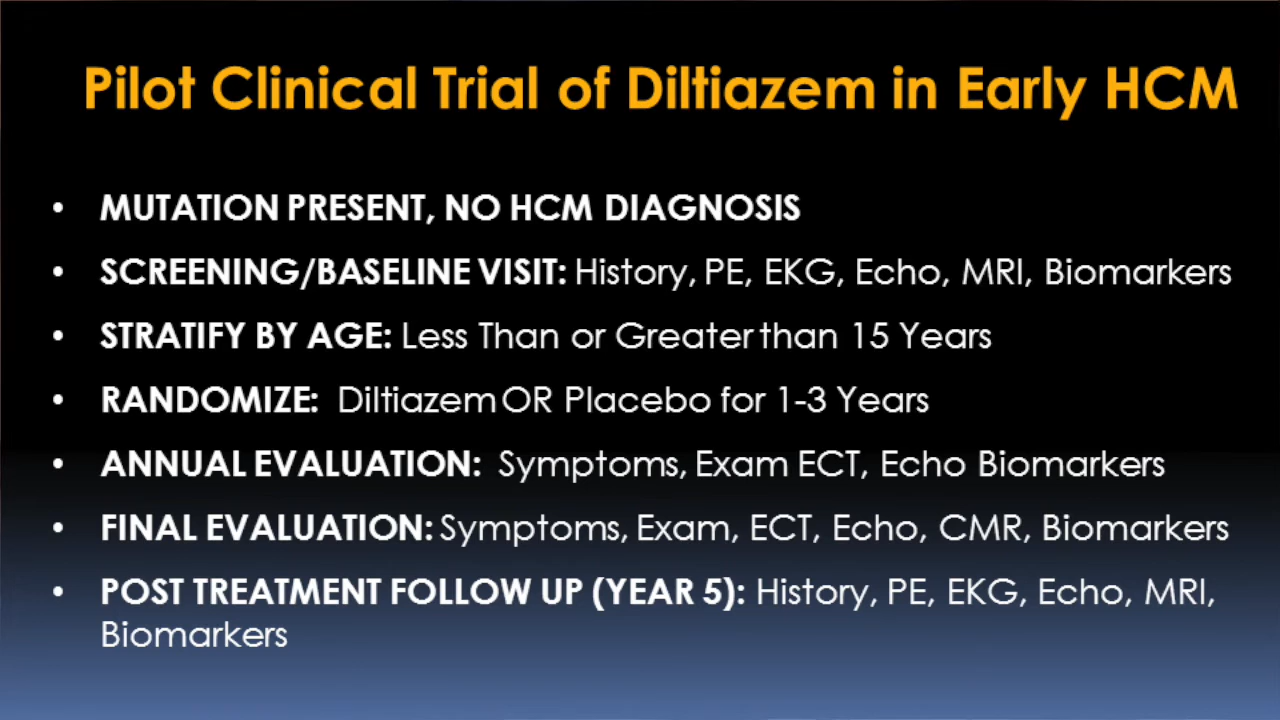 Pilot Clinical Trial of Diltiazem in Early HCM
• MUTATION PRESENT, NO HCM DIAGNOSIS
• SCREENING/BASELINE VISIT: History, PE, EKG, Echo, MRI, Biomarkers
• STRATIFY BY AGE: Less Than or Greater than 15 Years
• RANDOMIZE: Diltiazem OR Placebo for 1-3 Years
• ANNUAL EVALUATION: Symptoms, Exam ECT, Echo Biomarkers
• FINAL EVALUATION: Symptoms, Exam, ECT, Echo, CMR, Biomarkers
• POST TREATMENT FOLLOW UP (YEAR 5): History, PE, EKG, Echo, MRI,
Biomarkers